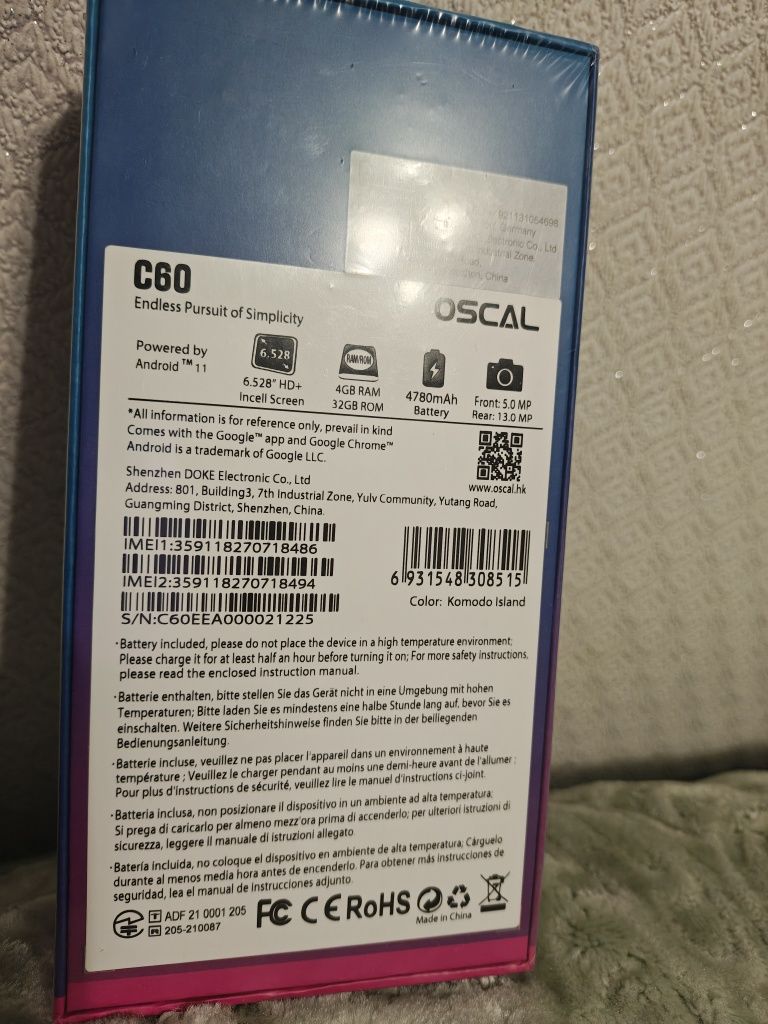 921131054698
Germany
Electronic Co., Ltd
Industrial Zone,
China
C60
Endless Pursuit of Simplicity
OSCAL
Powered by
Android™ 11
6.528
6.528" HD+
Incell Screen
RAM/ROM
4GB RAM
32GB ROM
4780mAh
Battery
Front: 5.0 MP
Rear: 13.0 MP
*All information is for reference only, prevail in kind
Comes with the Google™ app and Google Chrome™
Android is a trademark of Google LLC.
www.oscal.hk
Shenzhen DOKE Electronic Co., Ltd
Address: 801, Building3, 7th Industrial Zone, Yulv Community, Yutang Road,
Guangming District, Shenzhen, China.
IMEI1:359118270718486
IMEI2:359118270718494
S/N:C60EEA000021225
6 931548 308515
Color: Komodo Island
·Battery included, please do not place the device in a high temperature environment;
Please charge it for at least half an hour before turning it on; For more safety instructions,
please read the enclosed instruction manual.
·Batterie enthalten, bitte stellen Sie das Gerät nicht in eine Umgebung mit hohen
Temperaturen; Bitte laden Sie es mindestens eine halbe Stunde lang auf, bevor Sie es
einschalten. Weitere Sicherheitshinweise finden Sie bitte in der beiliegenden
Bedienungsanleitung.
·Batterie incluse, veuillez ne pas placer l'appareil dans un environnement à haute
température ; Veuillez le charger pendant au moins une demi-heure avant de l'allumer ;
Pour plus d'instructions de sécurité, veuillez lire le manuel d'instructions ci-joint.
·Batteria inclusa, non posizionare il dispositivo in un ambiente ad alta temperatura;
Si prega di caricarlo per almeno mezz'ora prima di accenderlo; per ulteriori istruzioni di
sicurezza, leggere il manuale di istruzioni allegato
·Batería incluida, no coloque el dispositivo en ambiente de alta temperatura; Cárguelo
durante al menos media hora antes de encenderlo. Para obtener más instrucciones de
seguridad, lea el manual de instrucciones adjunto.
T ADF 21 0001 205
R 205-210087
FC CE RoHS
Made in China